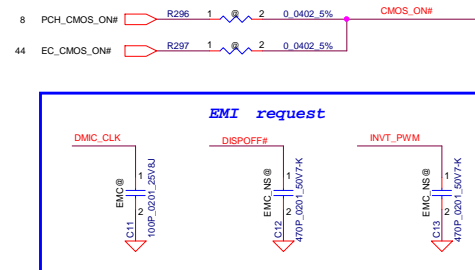 8 PCH_CMOS_ON# R296 1 @ 2 0_0402_5% CMOS_ON#
44 EC_CMOS_ON# R297 1 @ 2 0_0402_5%
EMI request
DMIC_CLK DISPOFF# INVT_PWM
EMC@ C11 1 2 100P_0201_25V8J
EMC_NS@ C12 1 2 470P_0201_50V7-K
EMC_NS@ C13 1 2 470P_0201_50V7-K